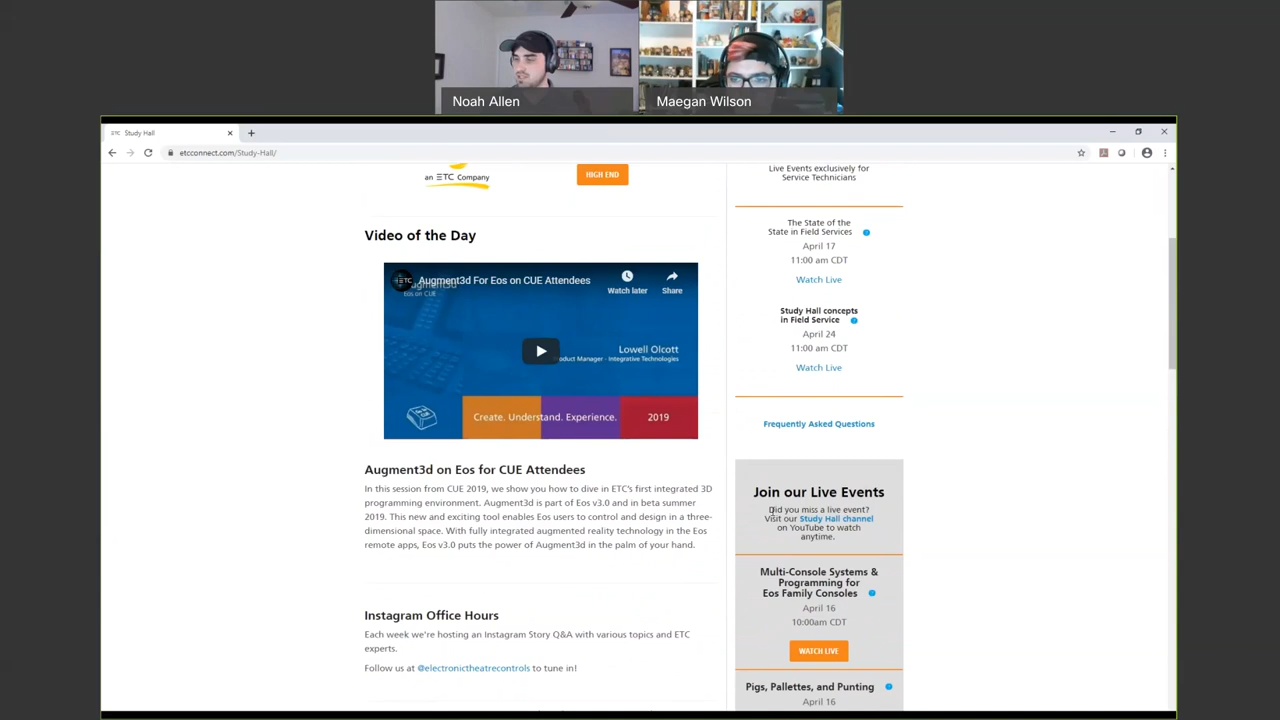 Noah Allen
Maegan Wilson
ETC Study Hall
etcconnect.com/Study-Hall/
an ETC Company
HIGH END
Video of the Day
Augment3d For Eos on CUE Attendees
Eos on CUE
Watch later
Share
Lowell Olcott
Product Manager - Integrative Technologies
Create. Understand. Experience.
2019
Augment3d on Eos for CUE Attendees
In this session from CUE 2019, we show you how to dive in ETC's first integrated 3D
programming environment. Augment3d is part of Eos v3.0 and in beta summer
2019. This new and exciting tool enables Eos users to control and design in a three-
dimensional space. With fully integrated augmented reality technology in the Eos
remote apps, Eos v3.0 puts the power of Augment3d in the palm of your hand.
Instagram Office Hours
Each week we're hosting an Instagram Story Q&A with various topics and ETC
experts.
Follow us at @electronictheatrecontrols to tune in!
Live Events exclusively for
Service Technicians
The State of the
State in Field Services
April 17
11:00 am CDT
Watch Live
Study Hall concepts
in Field Service
April 24
11:00 am CDT
Watch Live
Frequently Asked Questions
Join our Live Events
Did you miss a live event?
Visit our Study Hall channel
on YouTube to watch
anytime.
Multi-Console Systems &
Programming for
Eos Family Consoles
April 16
10:00am CDT
WATCH LIVE
Pigs, Pallettes, and Punting
April 16